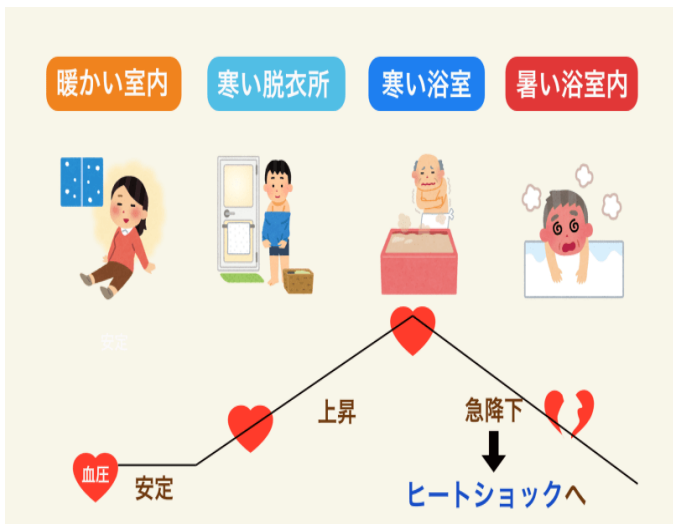 暖かい室内
寒い脱衣所
寒い浴室
暑い浴室内
安定
上昇
急降下
血圧
安定
ヒートショックへ